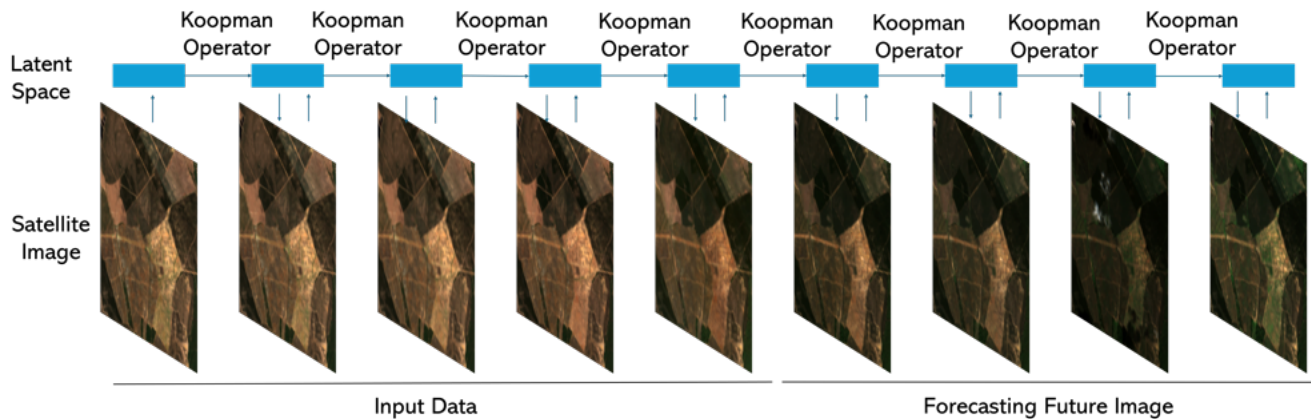 Koopman
Operator
Koopman
Operator
Koopman
Operator
Koopman
Operator
Koopman
Operator
Koopman
Operator
Koopman
Operator
Koopman
Operator
Latent
Space
Satellite
Image
Input Data
Forecasting Future Image